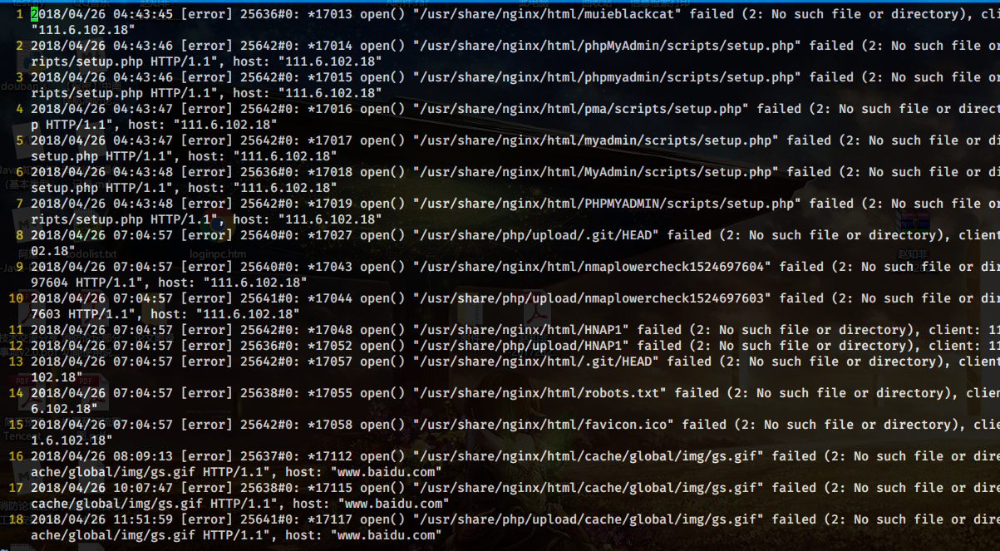 1 2018/04/26 04:43:45 [error] 25636#0: *17013 open() "/usr/share/nginx/html/muieblackcat" failed (2: No such file or directory), cli
"111.6.102.18"
2 2018/04/26 04:43:46 [error] 25642#0: *17014 open() "/usr/share/nginx/html/phpMyAdmin/scripts/setup.php" failed (2: No such file or
ripts/setup.php HTTP/1.1", host: "111.6.102.18"
3 2018/04/26 04:43:46 [error] 25642#0: *17015 open() "/usr/share/nginx/html/phpmyadmin/scripts/setup.php" failed (2: No such file or
ripts/setup.php HTTP/1.1", host: "111.6.102.18"
4 2018/04/26 04:43:47 [error] 25642#0: *17016 open() "/usr/share/nginx/html/pma/scripts/setup.php" failed (2: No such file or direc
p HTTP/1.1", host: "111.6.102.18"
5 2018/04/26 04:43:47 [error] 25642#0: *17017 open() "/usr/share/nginx/html/myadmin/scripts/setup.php" failed (2: No such file or di
setup.php HTTP/1.1", host: "111.6.102.18"
6 2018/04/26 04:43:48 [error] 25636#0: *17018 open() "/usr/share/nginx/html/MyAdmin/scripts/setup.php" failed (2: No such file or di
setup.php HTTP/1.1", host: "111.6.102.18"
7 2018/04/26 04:43:48 [error] 25642#0: *17019 open() "/usr/share/nginx/html/PHPMYADMIN/scripts/setup.php" failed (2: No such file or
ripts/setup.php HTTP/1.1", host: "111.6.102.18"
8 2018/04/26 07:04:57 [error] 25640#0: *17027 open() "/usr/share/php/upload/.git/HEAD" failed (2: No such file or directory), client
02.18"
9 2018/04/26 07:04:57 [error] 25640#0: *17043 open() "/usr/share/nginx/html/nmaplowercheck1524697604" failed (2: No such file or dir
97604 HTTP/1.1", host: "111.6.102.18"
10 2018/04/26 07:04:57 [error] 25641#0: *17044 open() "/usr/share/php/upload/nmaplowercheck1524697603" failed (2: No such file or dir
7603 HTTP/1.1", host: "111.6.102.18"
11 2018/04/26 07:04:57 [error] 25642#0: *17048 open() "/usr/share/nginx/html/HNAP1" failed (2: No such file or directory), client: 11
12 2018/04/26 07:04:57 [error] 25636#0: *17052 open() "/usr/share/php/upload/HNAP1" failed (2: No such file or directory), client: 11
13 2018/04/26 07:04:57 [error] 25642#0: *17057 open() "/usr/share/nginx/html/.git/HEAD" failed (2: No such file or directory), client
102.18"
14 2018/04/26 07:04:57 [error] 25638#0: *17055 open() "/usr/share/nginx/html/robots.txt" failed (2: No such file or directory), clien
6.102.18"
15 2018/04/26 07:04:57 [error] 25642#0: *17058 open() "/usr/share/nginx/html/favicon.ico" failed (2: No such file or directory), clie
1.6.102.18"
16 2018/04/26 08:09:13 [error] 25637#0: *17112 open() "/usr/share/nginx/html/cache/global/img/gs.gif" failed (2: No such file or dire
ache/global/img/gs.gif HTTP/1.1", host: "www.baidu.com"
17 2018/04/26 10:07:47 [error] 25638#0: *17115 open() "/usr/share/nginx/html/cache/global/img/gs.gif" failed (2: No such file or dire
cache/global/img/gs.gif HTTP/1.1", host: "www.baidu.com"
18 2018/04/26 11:51:59 [error] 25641#0: *17117 open() "/usr/share/php/upload/cache/global/img/gs.gif" failed (2: No such file or dire
ache/global/img/gs.gif HTTP/1.1", host: "www.baidu.com"